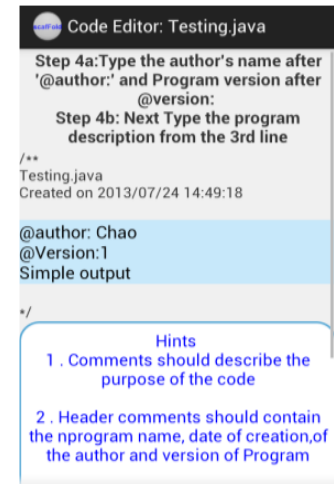 scafFold
Code Editor: Testing.java
Step 4a:Type the author's name after
'@author:' and Program version after
@version:
Step 4b: Next Type the program
description from the 3rd line
/**
Testing.java
Created on 2013/07/24 14:49:18
@author: Chao
@Version:1
Simple output
*/
Hints
1 . Comments should describe the
purpose of the code
2 . Header comments should contain
the nprogram name, date of creation,of
the author and version of Program